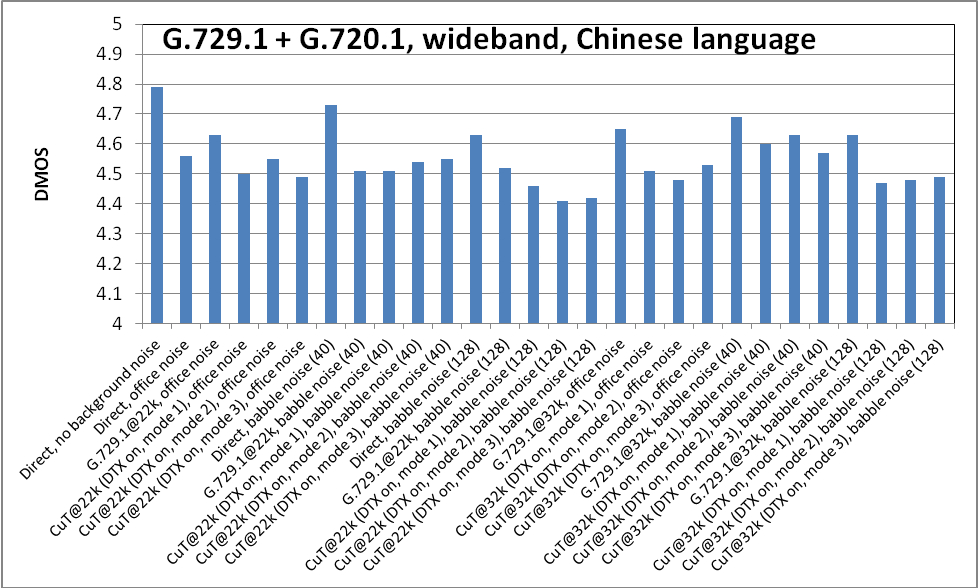 G.729.1 + G.720.1, wideband, Chinese language
DMOS
5
4.9
4.8
4.7
4.6
4.5
4.4
4.3
4.2
4.1
4
Direct, no background noise
Direct, office noise
G.729.1@22k, office noise
CuT@22k (DTX on, mode 1), office noise
CuT@22k (DTX on, mode 2), office noise
CuT@22k (DTX on, mode 3), office noise
Direct, babble noise (40)
G.729.1@22k, babble noise (40)
CuT@22k (DTX on, mode 1), babble noise (40)
CuT@22k (DTX on, mode 2), babble noise (40)
CuT@22k (DTX on, mode 3), babble noise (40)
Direct, babble noise (128)
G.729.1@22k, babble noise (128)
CuT@22k (DTX on, mode 1), babble noise (128)
CuT@22k (DTX on, mode 2), babble noise (128)
CuT@22k (DTX on, mode 3), babble noise (128)
G.729.1@32k, office noise
CuT@32k (DTX on, mode 1), office noise
CuT@32k (DTX on, mode 2), office noise
CuT@32k (DTX on, mode 3), office noise
G.729.1@32k, babble noise (40)
CuT@32k (DTX on, mode 1), babble noise (40)
CuT@32k (DTX on, mode 2), babble noise (40)
CuT@32k (DTX on, mode 3), babble noise (40)
G.729.1@32k, babble noise (128)
CuT@32k (DTX on, mode 1), babble noise (128)
CuT@32k (DTX on, mode 2), babble noise (128)
CuT@32k (DTX on, mode 3), babble noise (128)